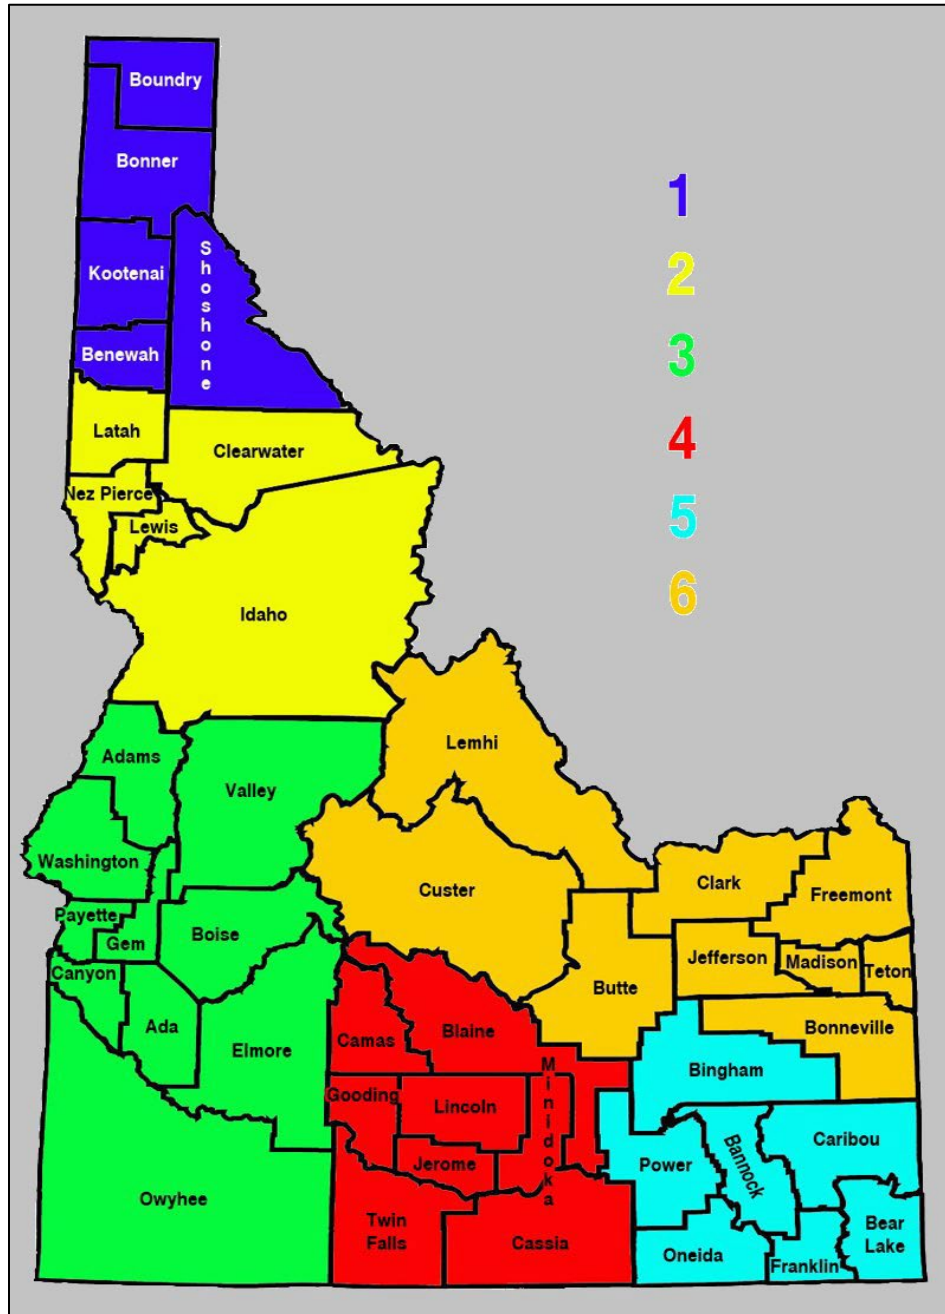 Boundry
Bonner
1
Shoshone
2
Kootenai
3
Benewah
Latah
4
Clearwater
Nez Pierce
Lewis
5
6
Idaho
Lemhi
Adams
Valley
Washington
Custer
Clark
Freemont
Payette
Gem
Boise
Jefferson
Madison
Teton
Canyon
Butte
Ada
Elmore
Camas
Blaine
Bonneville
Minidoka
Bingham
Gooding
Lincoln
Jerome
Power
Bannock
Caribou
Owyhee
Twin
Falls
Cassia
Oneida
Franklin
Bear
Lake